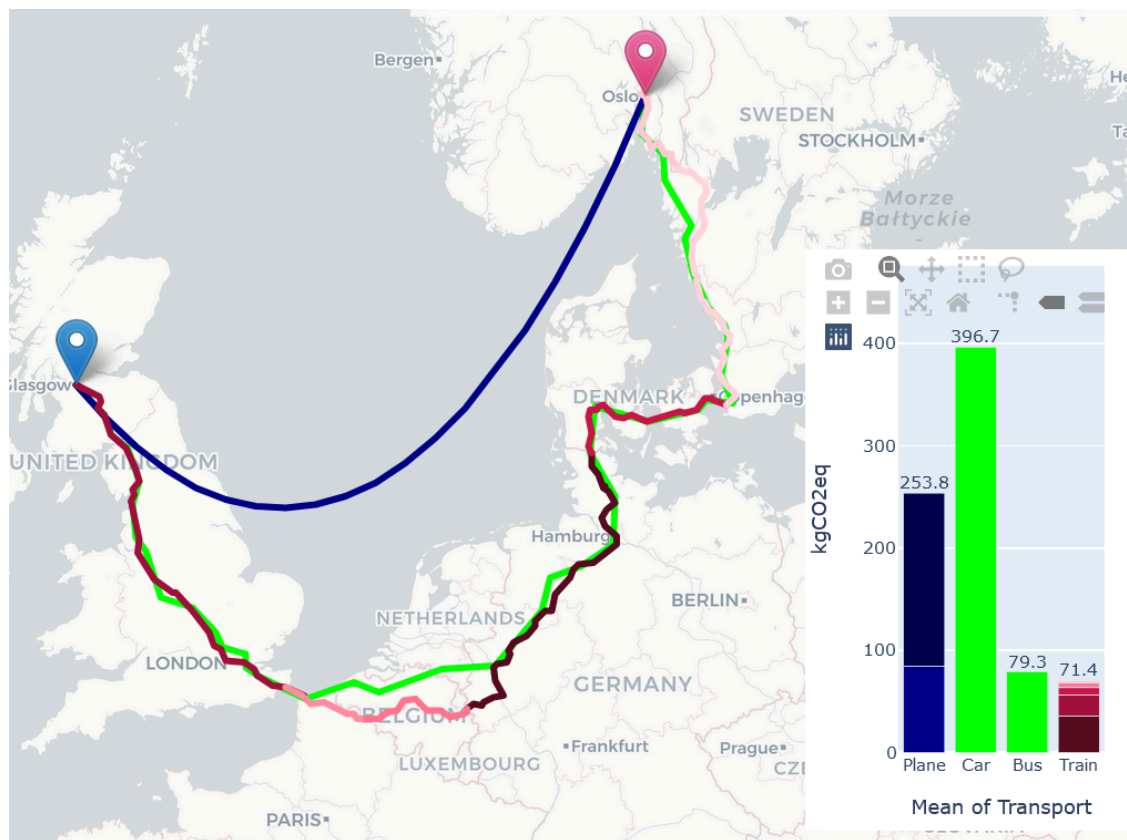 Bergen
Oslo
SWEDEN
STOCKHOLM
Morze
Bałtyckie
Glasgow
UNITED KINGDOM
DENMARK
Copenhage
Hamburg
NETHERLANDS
BERLIN
LONDON
GERMANY
BELGIUM
Frankfurt
Prague
LUXEMBOURG
PARIS
400
396.7
300
253.8
200
100
79.3
71.4
0
kgCO2eq
Plane Car Bus Train
Mean of Transport